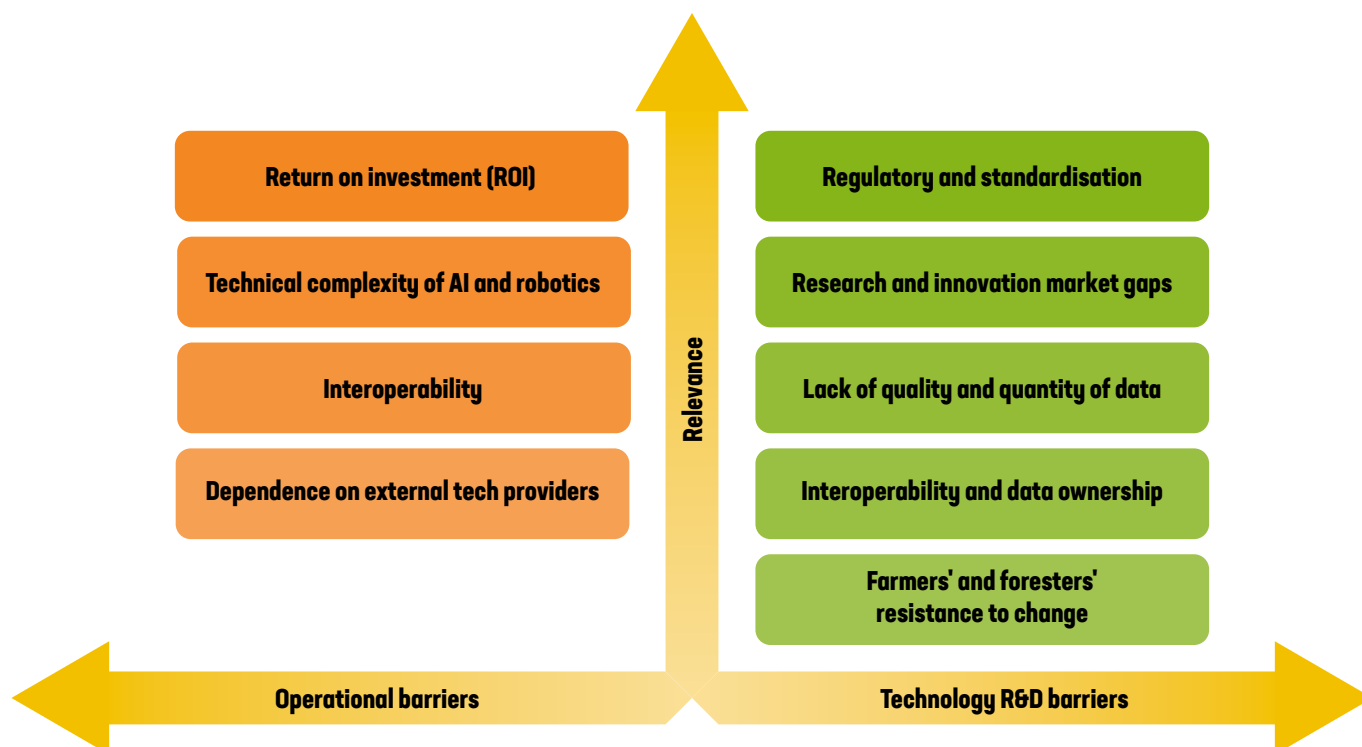 Return on investment (ROI)
Technical complexity of AI and robotics
Interoperability
Dependence on external tech providers
Relevance
Regulatory and standardisation
Research and innovation market gaps
Lack of quality and quantity of data
Interoperability and data ownership
Farmers' and foresters'
resistance to change
Operational barriers
Technology R&D barriers